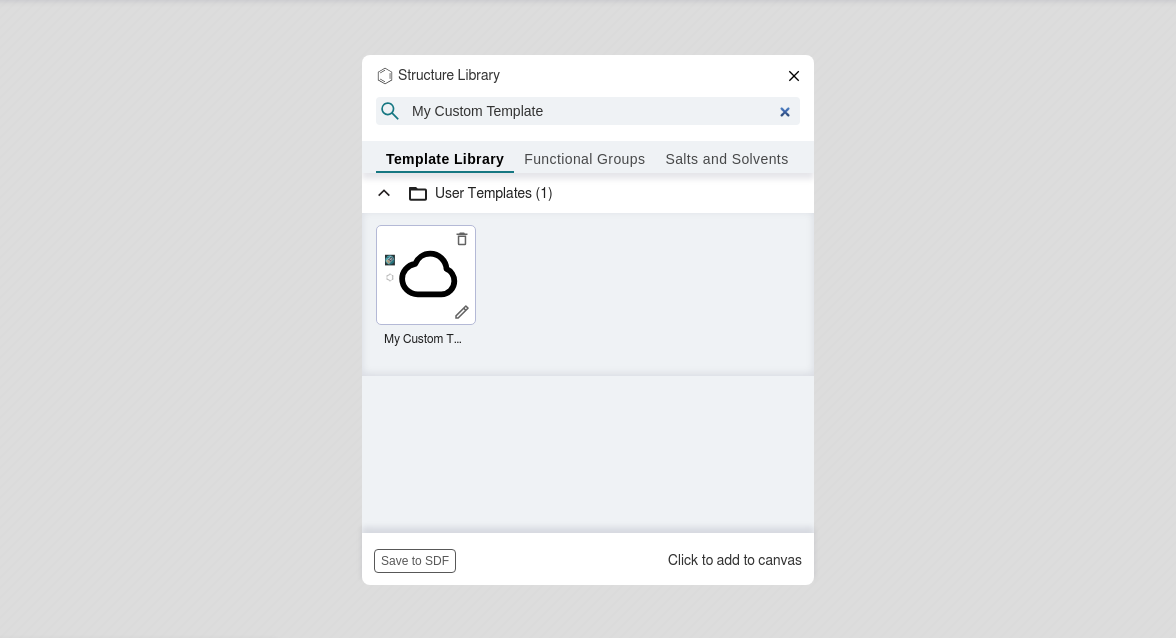 Structure Library
My Custom Template
Template Library Functional Groups Salts and Solvents
User Templates (1)
My Custom T...
Save to SDF Click to add to canvas